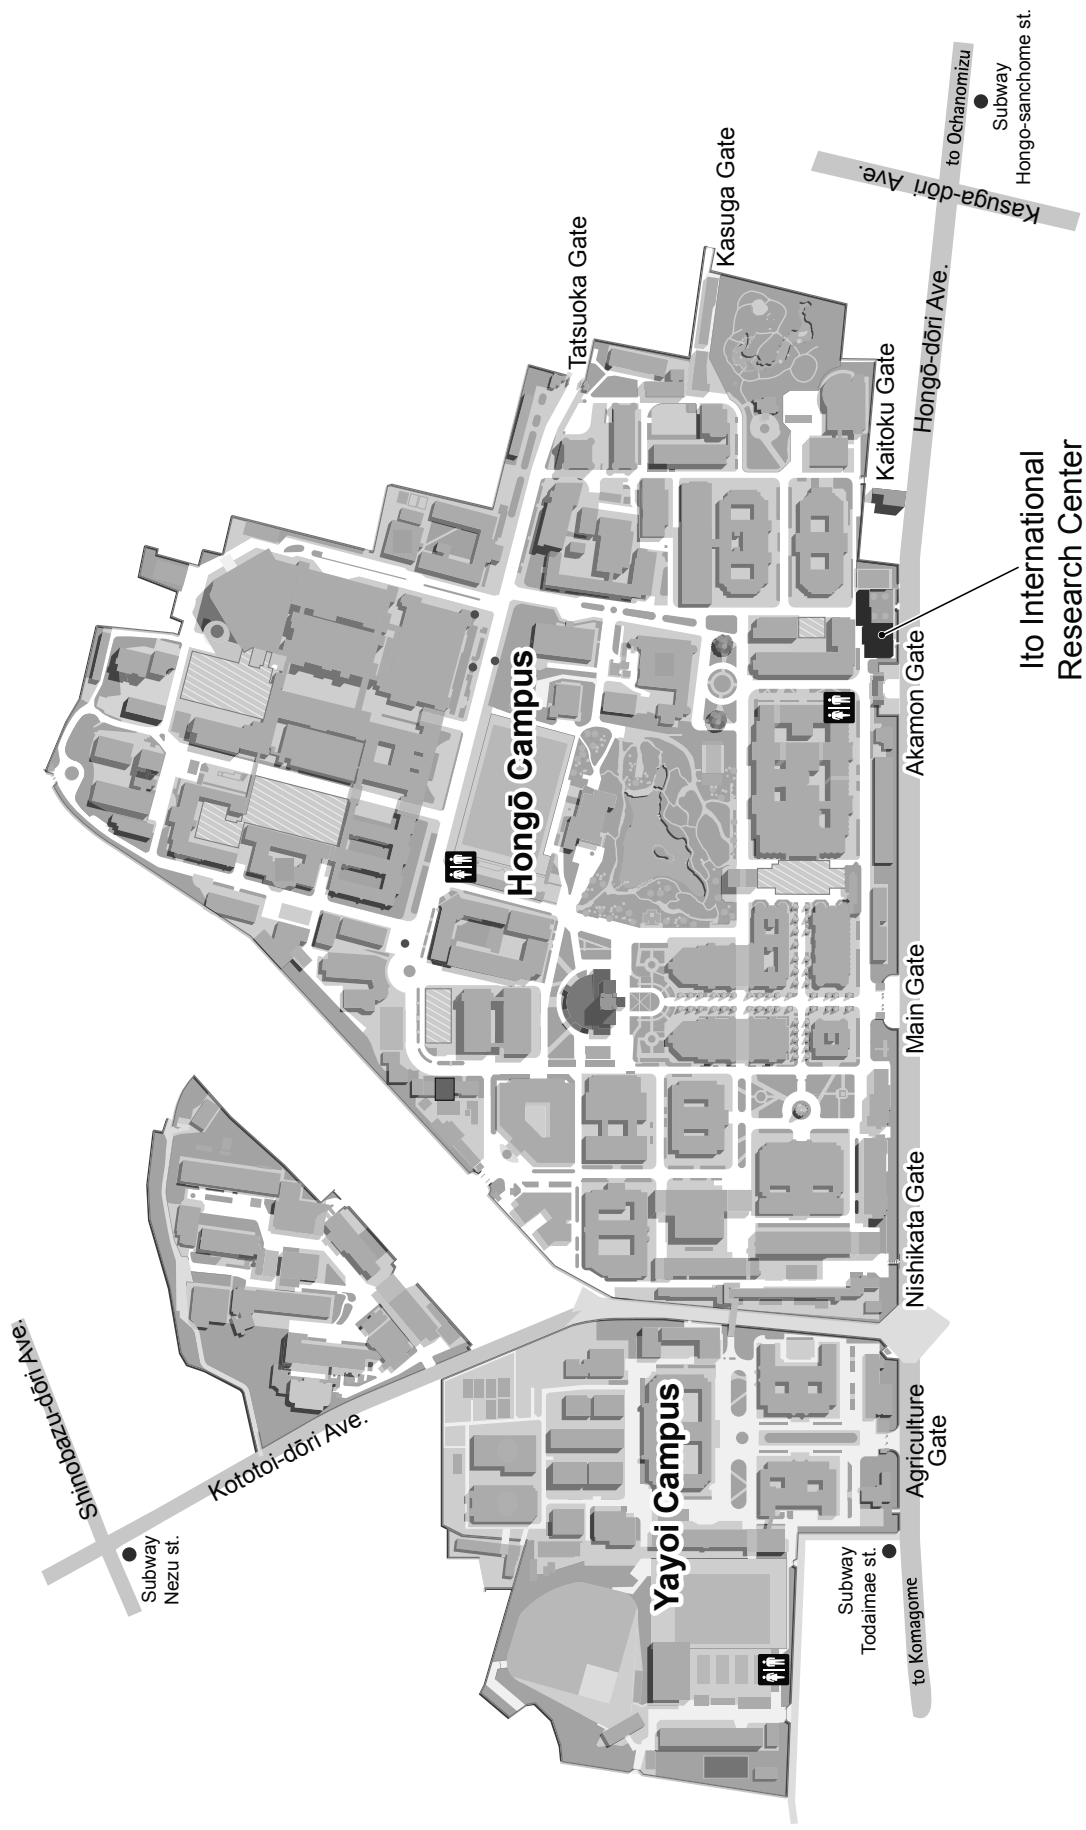 Shinobazu-dōri Ave.
Kototoi-dōri Ave.
Subway
Nezu st.
Tatsuoka Gate
Kasuga Gate
Hongō Campus
Yayoi Campus
Subway
Todaimae st.
to Komagome
Agriculture
Gate
Nishikata Gate
Main Gate
Akamon Gate
Kaitoku Gate
Hongō-dōri Ave.
Kasuga-dōri Ave.
to Ochanomizu
Subway
Hongo-sanchome st.
Ito International
Research Center